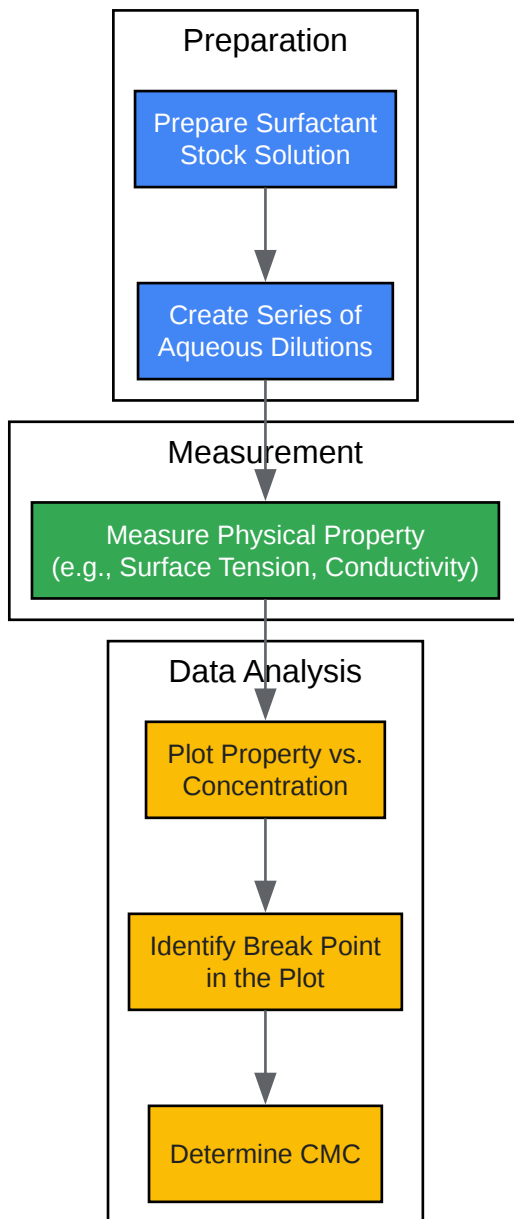 Preparation
Prepare Surfactant
Stock Solution
Create Series of
Aqueous Dilutions
Measurement
Measure Physical Property
(e.g., Surface Tension, Conductivity)
Data Analysis
Plot Property vs.
Concentration
Identify Break Point
in the Plot
Determine CMC